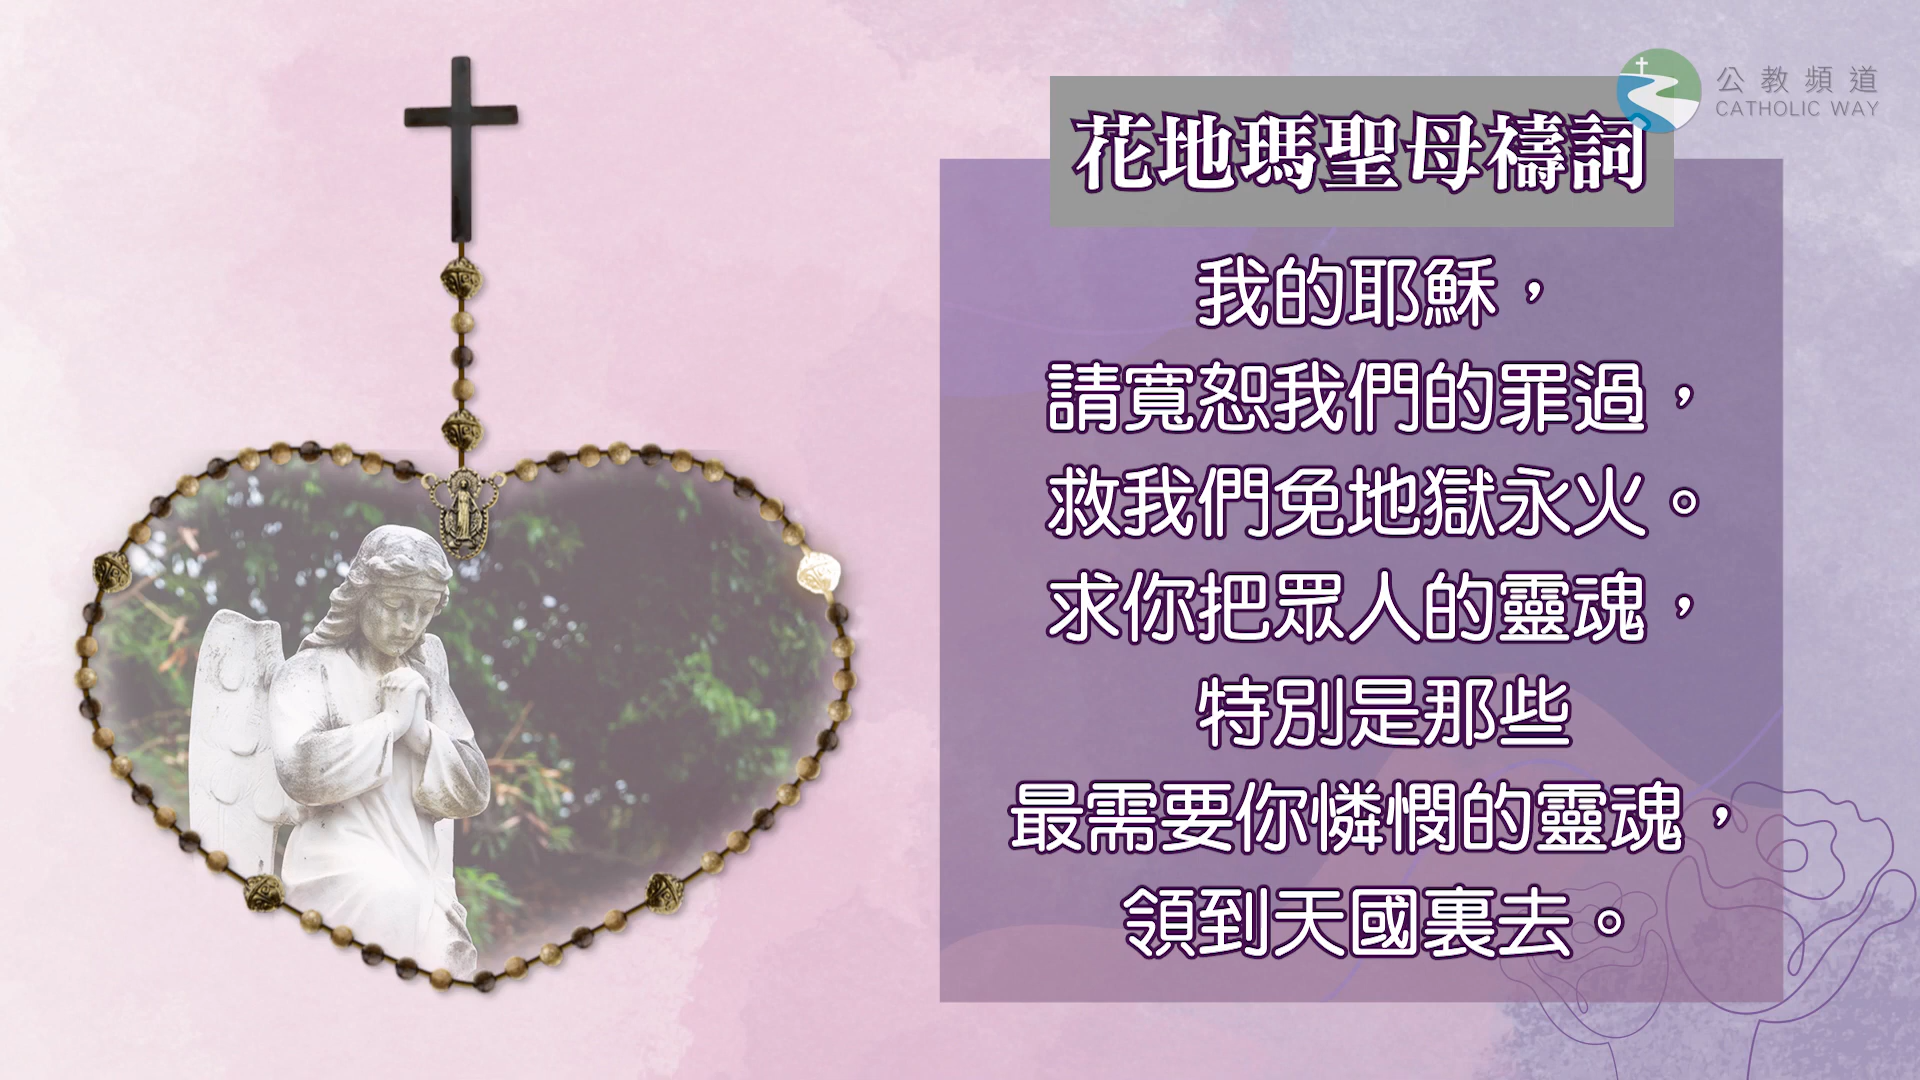 公教頻道
CATHOLIC WAY
花地瑪聖母禱詞
我的耶穌，
請寬恕我們的罪過，
救我們免地獄永火。
求你把眾人的靈魂，
特別是那些
最需要你憐憫的靈魂，
領到天國裏去。